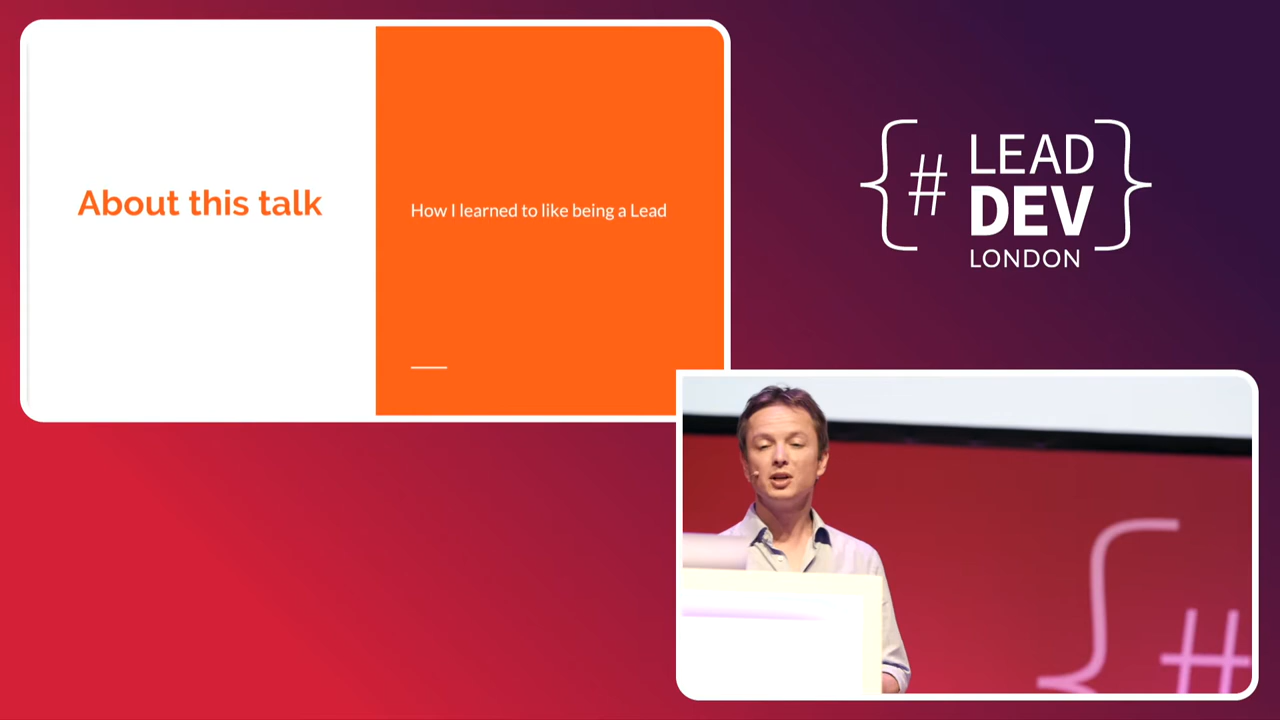 About this talk
How I learned to like being a Lead
{# LEAD
DEV}
LONDON
{#